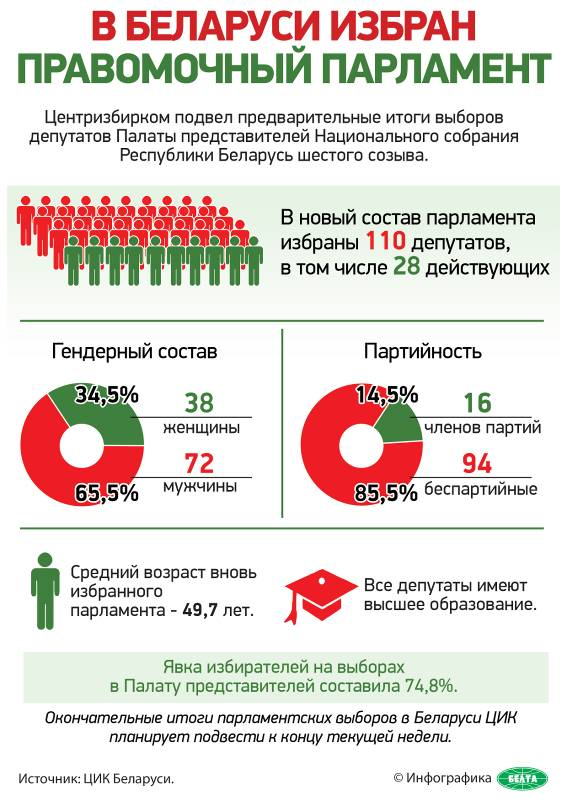 В БЕЛАРУСИ ИЗБРАН
ПРАВОМОЧНЫЙ ПАРЛАМЕНТ
Центризбирком подвел предварительные итоги выборов
депутатов Палаты представителей Национального собрания
Республики Беларусь шестого созыва.
В новый состав парламента
избраны 110 депутатов,
в том числе 28 действующих
Гендерный состав
34,5%
38
женщины
72
мужчины
65,5%
Партийность
14,5%
16
членов партий
94
беспартийные
85,5%
Средний возраст вновь
избранного
парламента - 49,7 лет.
Все депутаты имеют
высшее образование.
Явка избирателей на выборах
в Палату представителей составила 74,8%.
Окончательные итоги парламентских выборов в Беларуси ЦИК
планирует подвести к концу текущей недели.
Источник: ЦИК Беларуси.
© Инфографика
БЕЛТА